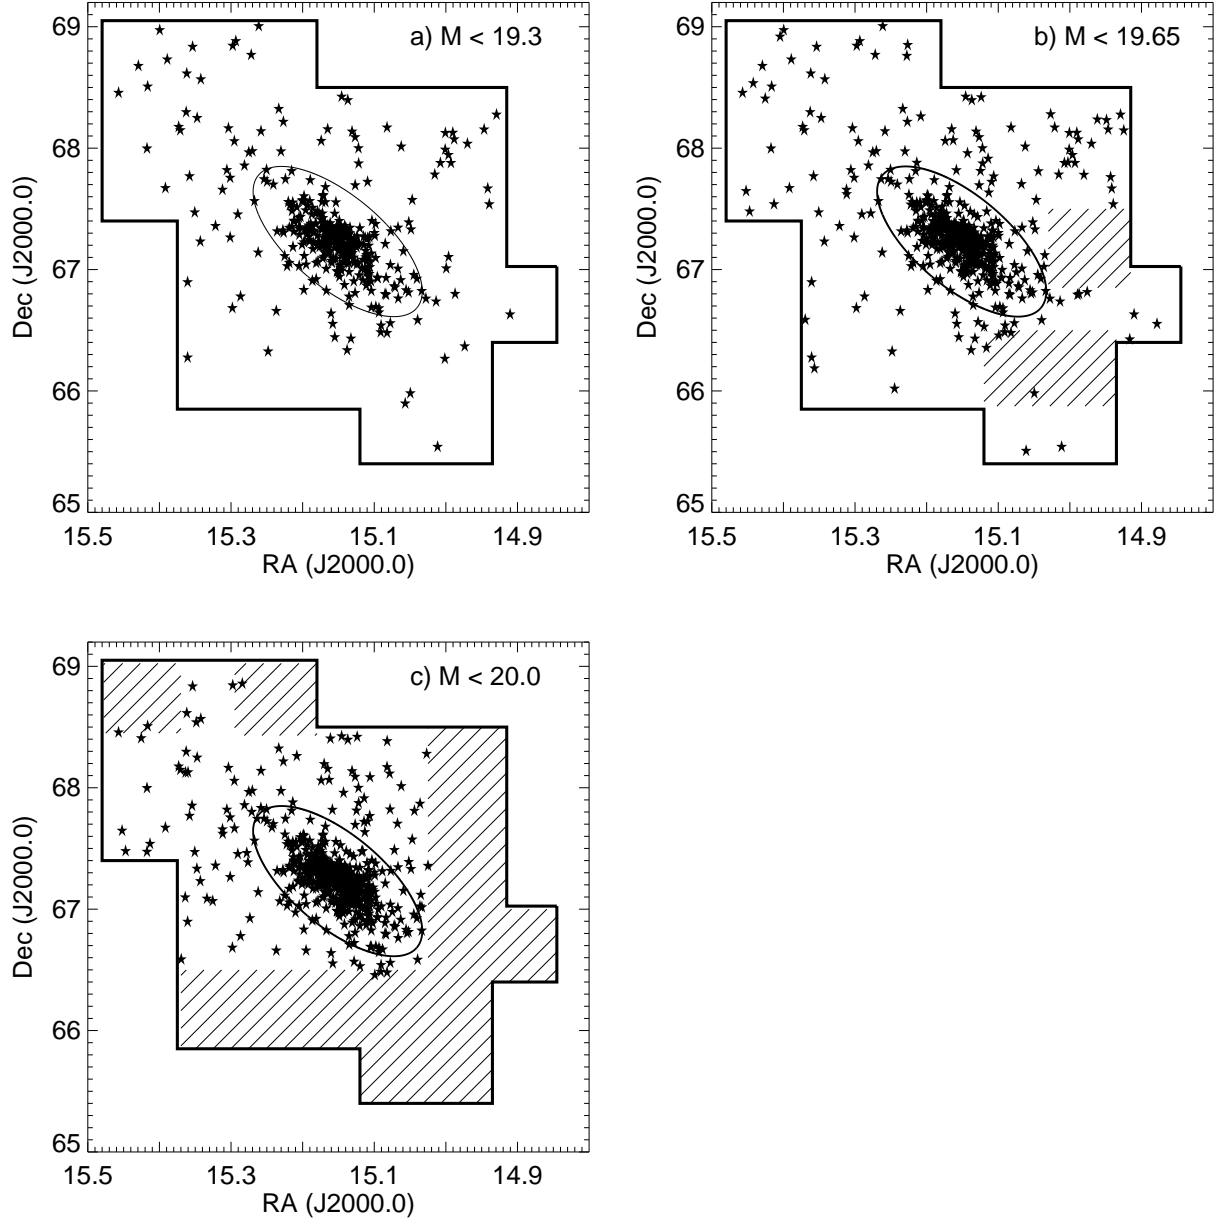 a) M < 19.3
69
68
67
66
65
Dec (J2000.0)
15.5 15.3 15.1 14.9
RA (J2000.0)
b) M < 19.65
69
68
67
66
65
Dec (J2000.0)
15.5 15.3 15.1 14.9
RA (J2000.0)
c) M < 20.0
69
68
67
66
65
Dec (J2000.0)
15.5 15.3 15.1 14.9
RA (J2000.0)